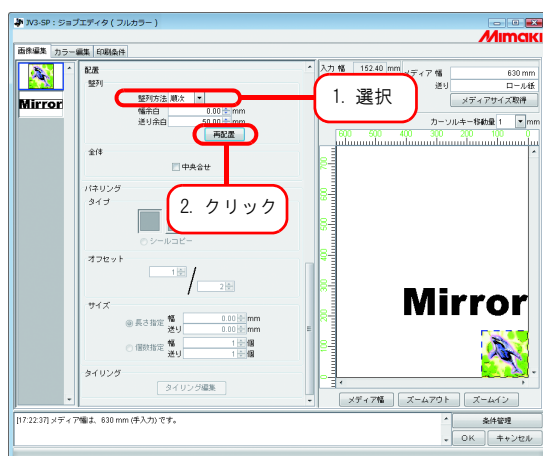 JV3-SP : ジョブエディタ ( フルカラー )
Mimaki
画像編集 カラー編集 印刷条件
Mirror
配置
整列
整列方法 順次
幅余白 0.00 mm
送り余白 50.00 mm
再配置
全体
中央合せ
パネリング
タイプ
シールコピー
オフセット
1 / 2
サイズ
長さ指定 幅 0.00 mm
送り 0.00 mm
個数指定 幅 1 個
送り 1 個
タイリング
タイリング編集
1. 選択
2. クリック
入力 幅 152.40 mm
メディア 幅 630 mm
送り ロール紙
メディアサイズ取得
カーソルキー移動量 1 mm
600 500 400 300 200 100 0
Mirror
メディア幅 ズームアウト ズームイン
[17:22:37] メディア幅は、630 mm (手入力) です。
条件管理
OK キャンセル